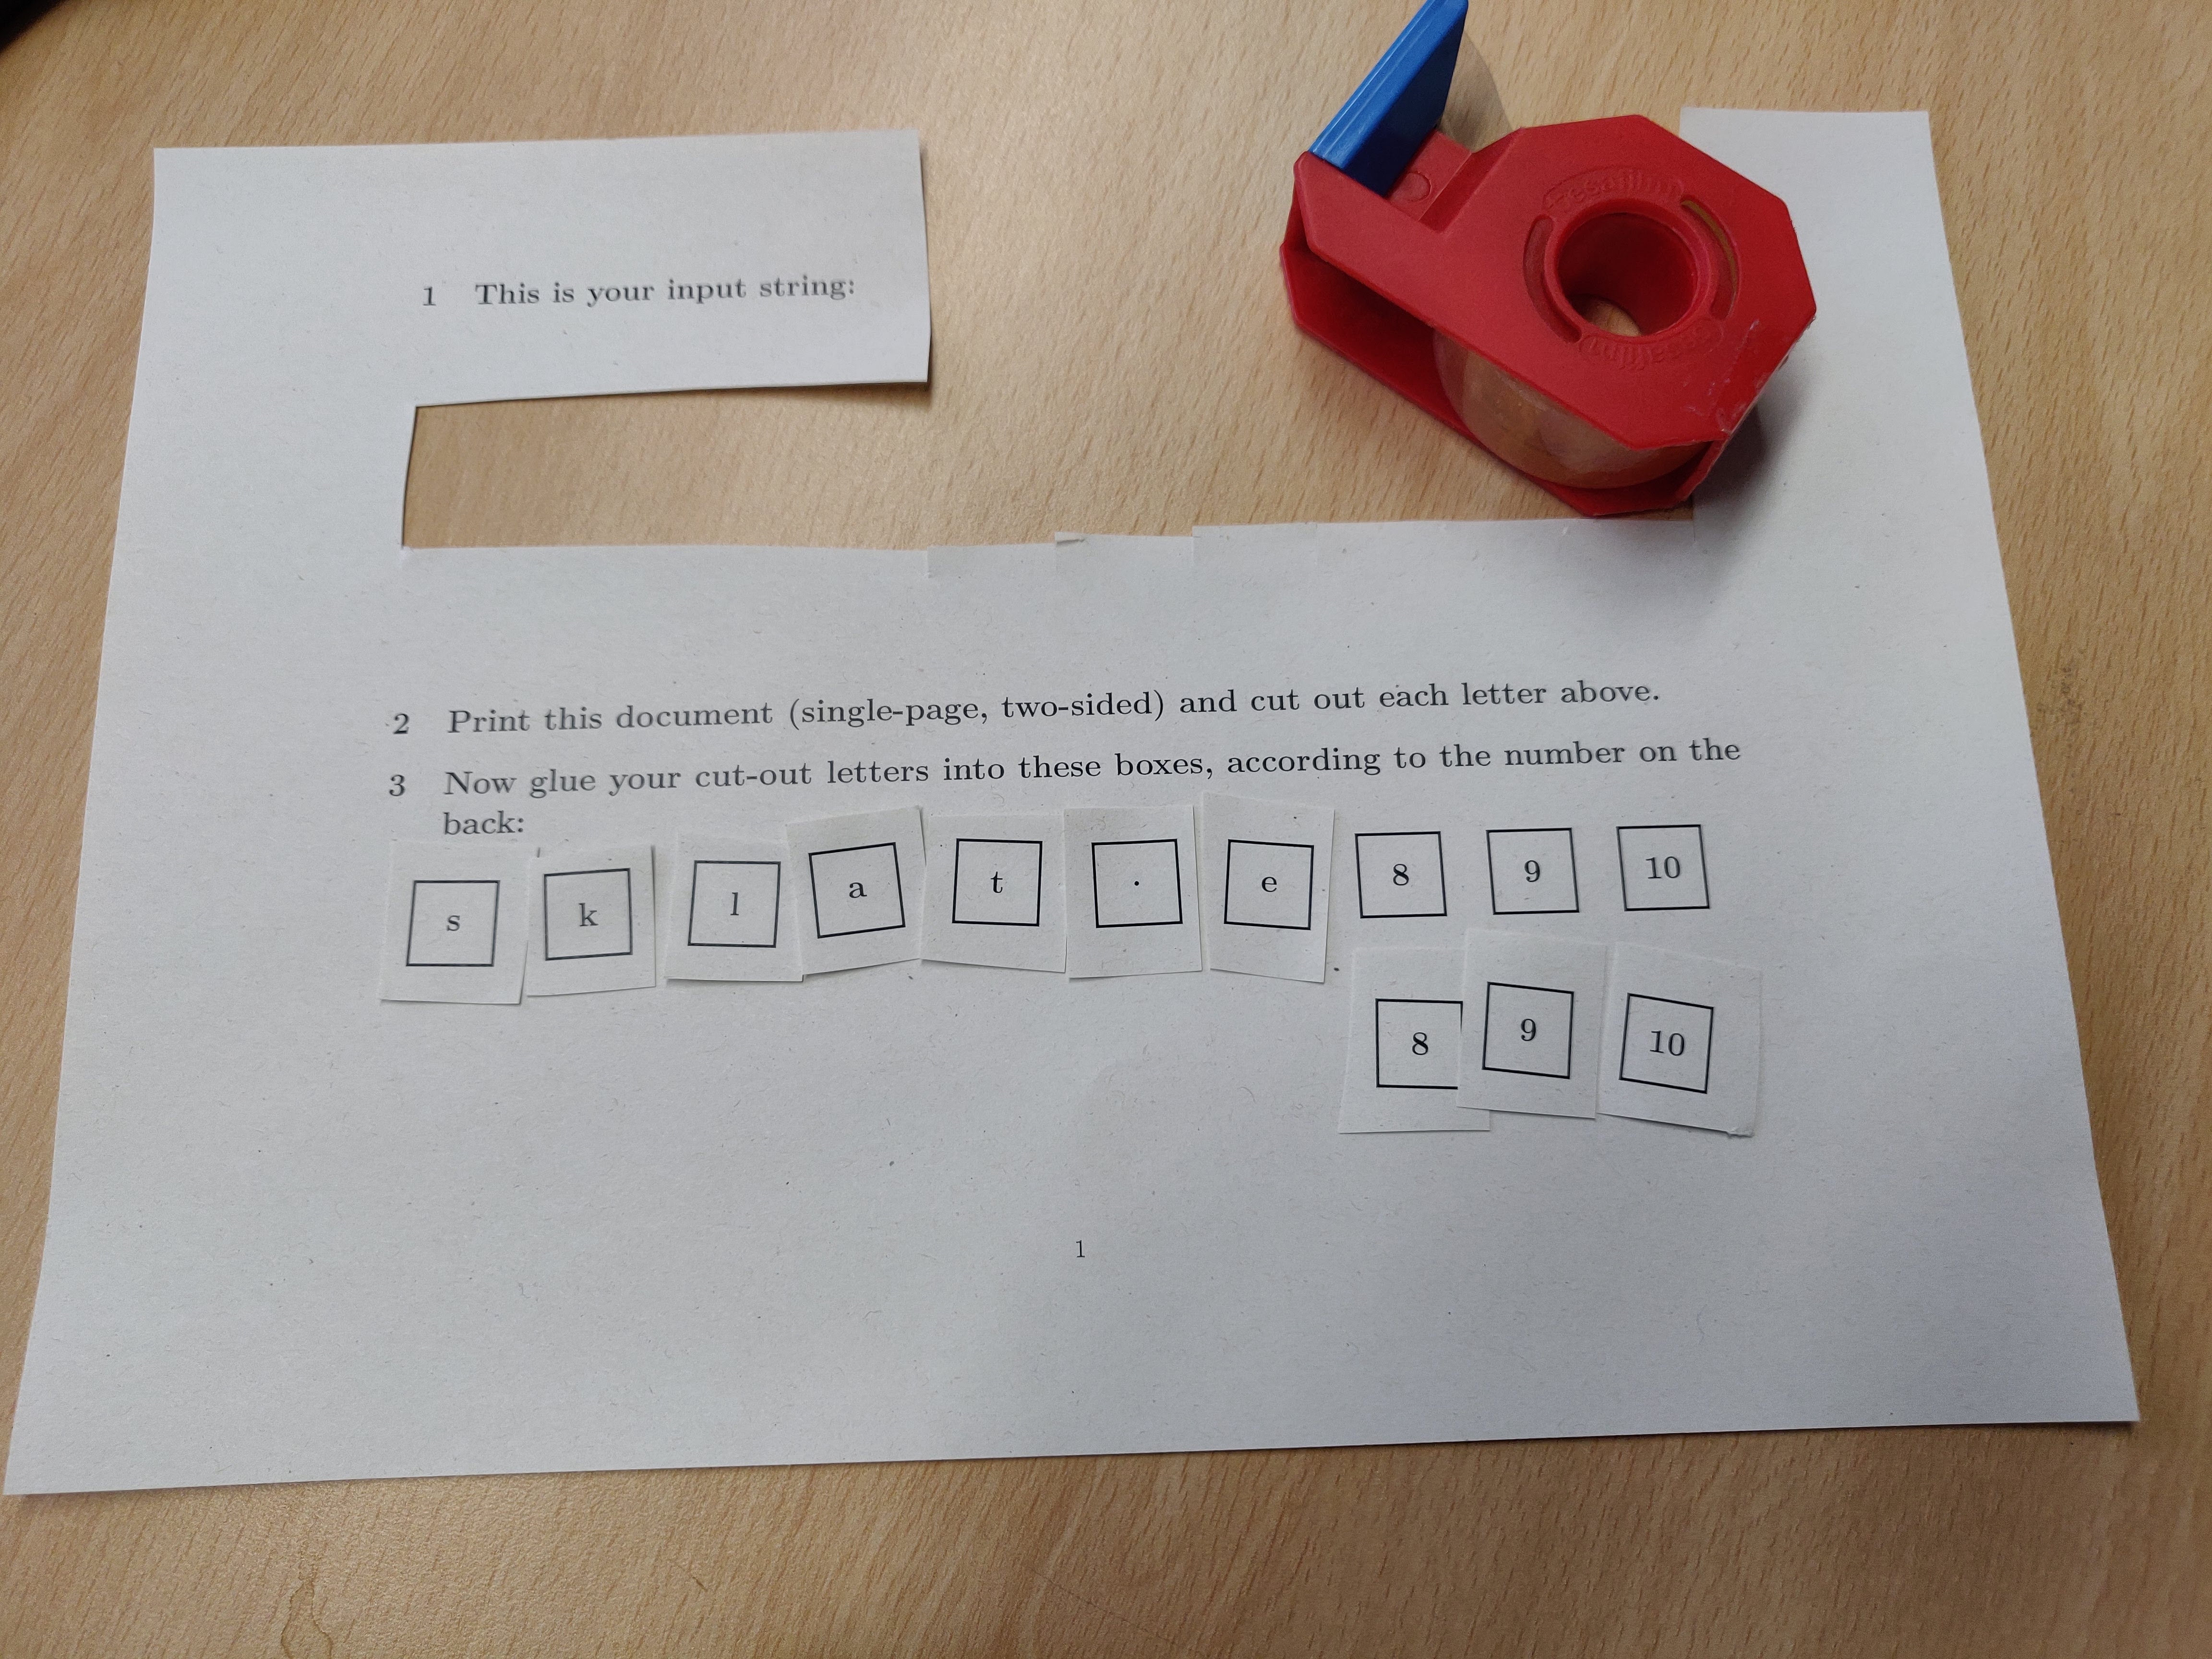 tesafilm
tesafilm
1 This is your input string:
2 Print this document (single-page, two-sided) and cut out each letter above.
3 Now glue your cut-out letters into these boxes, according to the number on the
back:
s k l a t . e 8 9 10
8 9 10
1